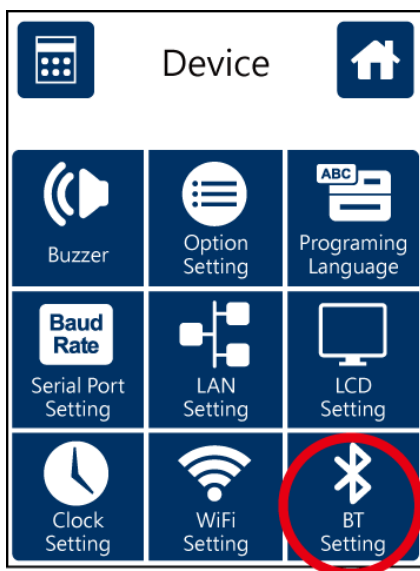 Device
Buzzer
Option
Setting
ABC
Programing
Language
Baud
Rate
Serial Port
Setting
LAN
Setting
LCD
Setting
Clock
Setting
WiFi
Setting
BT
Setting